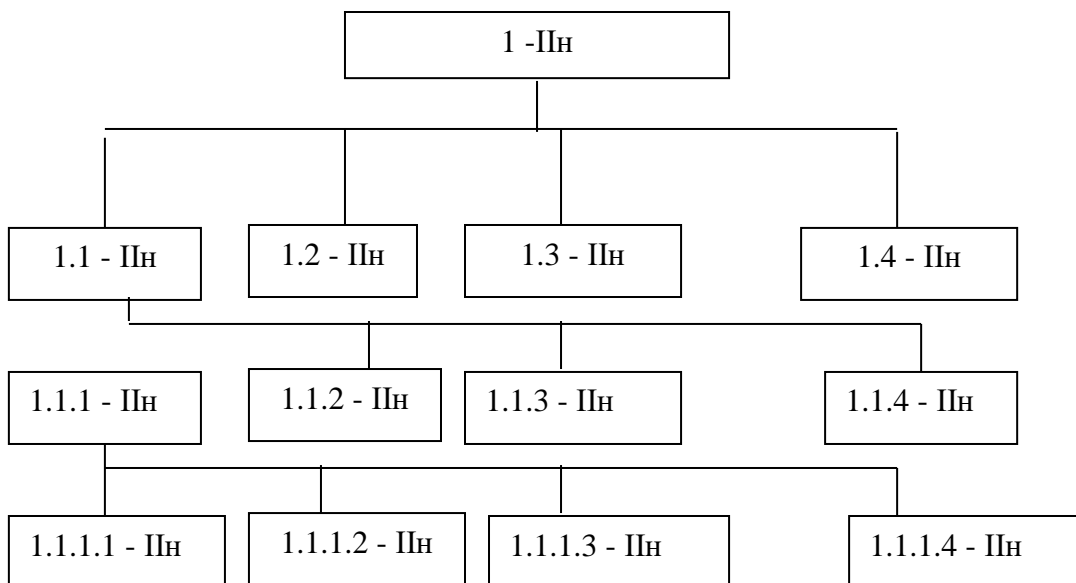 1 -IIн
1.1 - IIн
1.2 - IIн
1.3 - IIн
1.4 - IIн
1.1.1 - IIн
1.1.2 - IIн
1.1.3 - IIн
1.1.4 - IIн
1.1.1.1 - IIн
1.1.1.2 - IIн
1.1.1.3 - IIн
1.1.1.4 - IIн